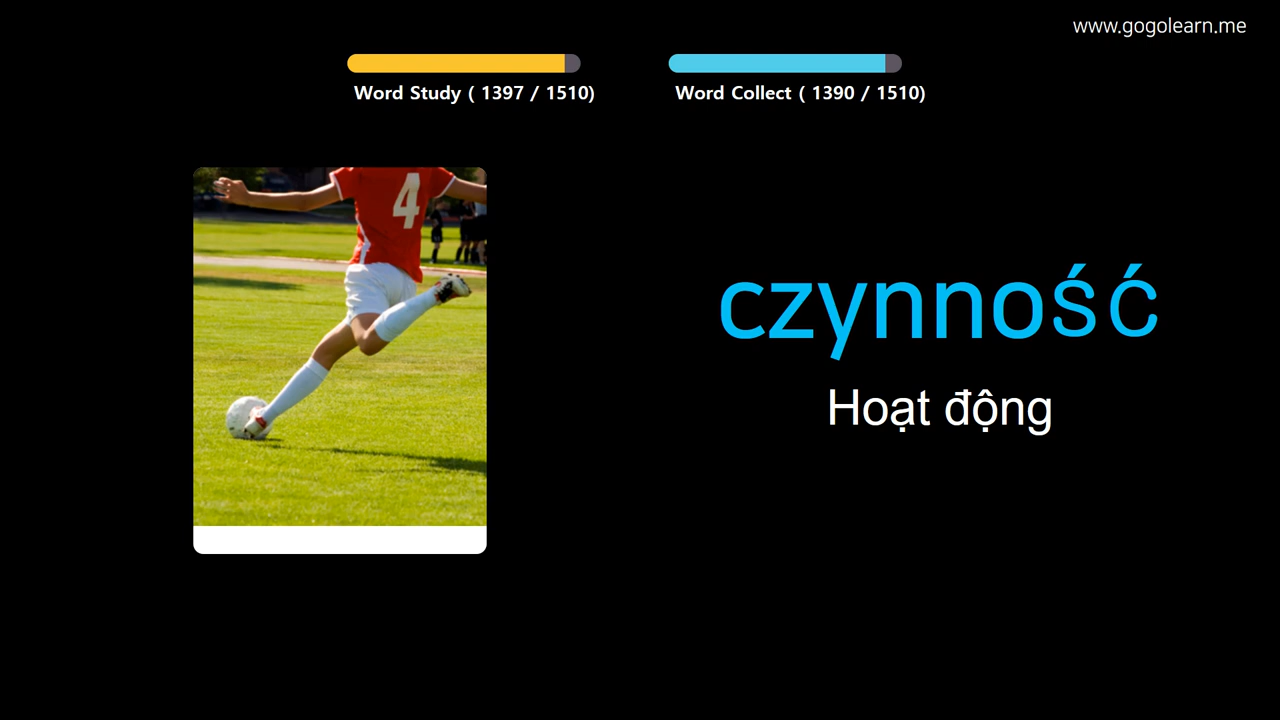 www.gogolearn.me
Word Study ( 1397 / 1510)
Word Collect ( 1390 / 1510)
4
czynność
Hoạt động